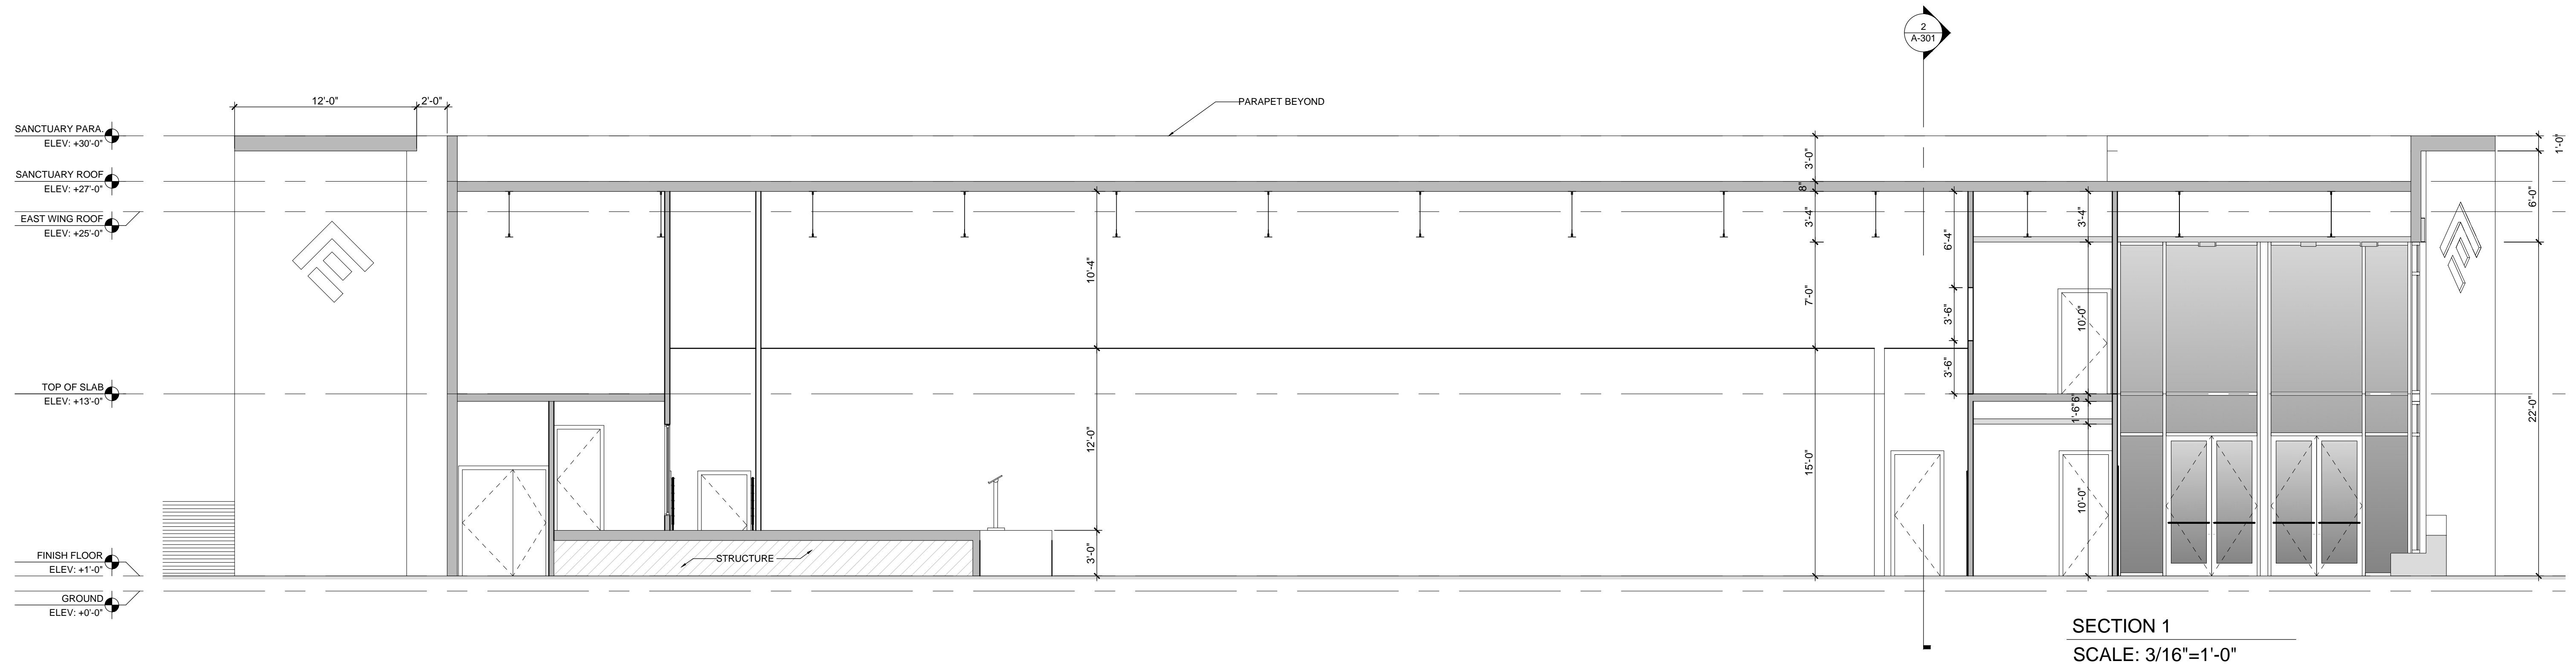 2
A-301
12'-0"
2'-0"
PARAPET BEYOND
SANCTUARY PARA.
ELEV: +30'-0"
SANCTUARY ROOF
ELEV: +27'-0"
EAST WING ROOF
ELEV: +25'-0"
TOP OF SLAB
ELEV: +13'-0"
FINISH FLOOR
ELEV: +1'-0"
GROUND
ELEV: +0'-0"
STRUCTURE
10'-4"
12'-0"
3'-0"
3'-0"
8"
3'-4"
7'-0"
15'-0"
6'-4"
3'-6"
3'-6"
3'-4"
10'-0"
6"
1'-6"
10'-0"
1'-0"
6'-0"
22'-0"
SECTION 1
SCALE: 3/16"=1'-0"